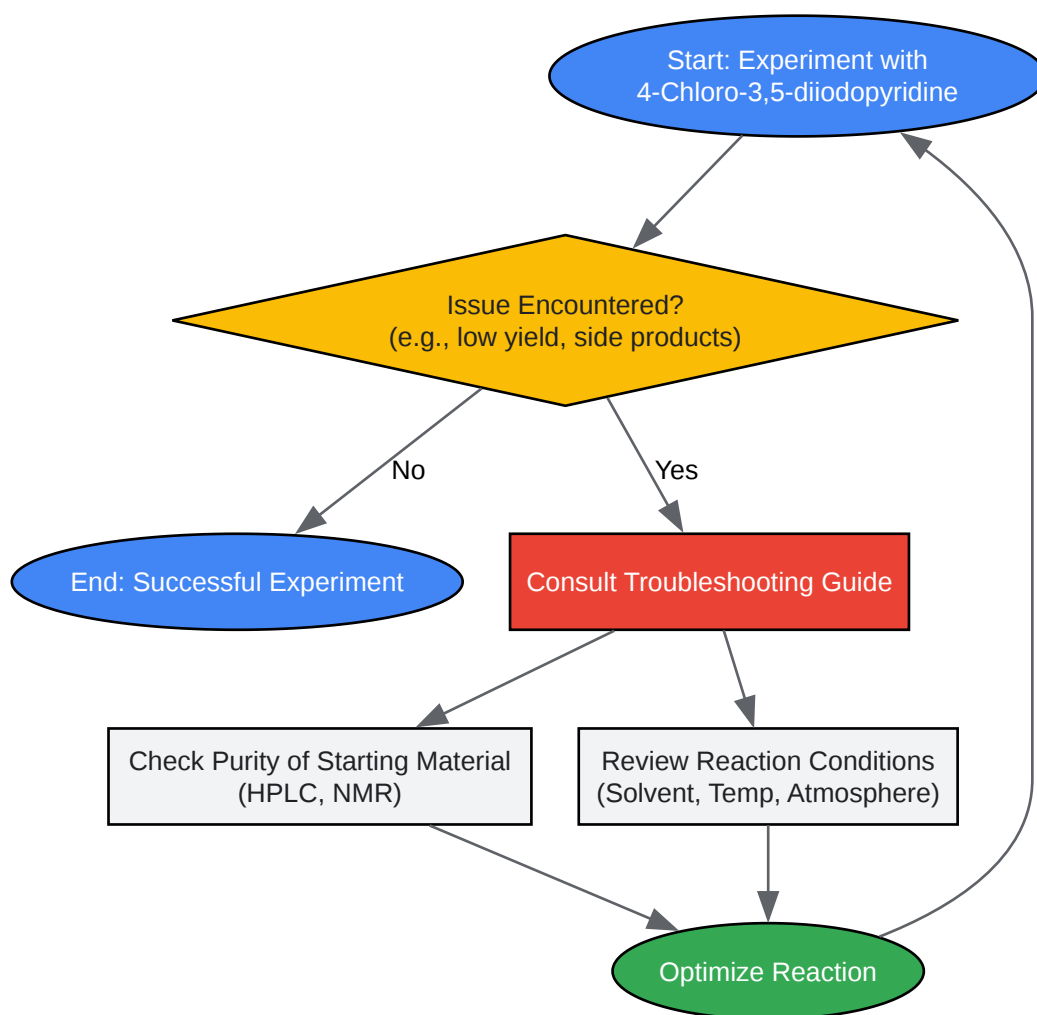 Start: Experiment with
4-Chloro-3,5-diiodopyridine
Issue Encountered?
(e.g., low yield, side products)
No
Yes
End: Successful Experiment
Consult Troubleshooting Guide
Check Purity of Starting Material
(HPLC, NMR)
Review Reaction Conditions
(Solvent, Temp, Atmosphere)
Optimize Reaction